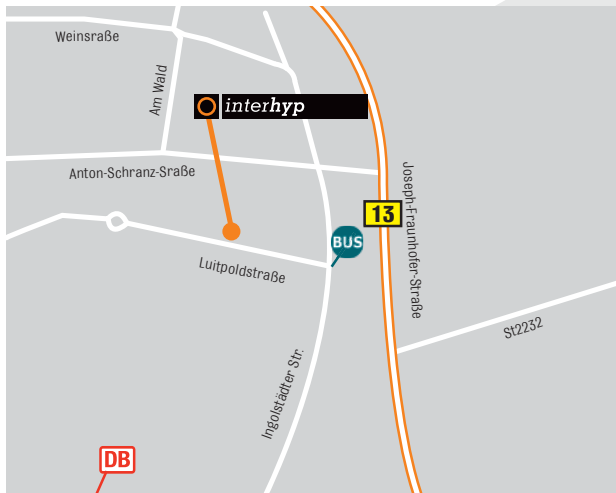 Weinsraße
Am Wald
interhyp
Anton-Schranz-Sraße
13
Joseph-Fraunhofer-Straße
BUS
Luitpoldstraße
St2232
Ingolstädter Str.
DB